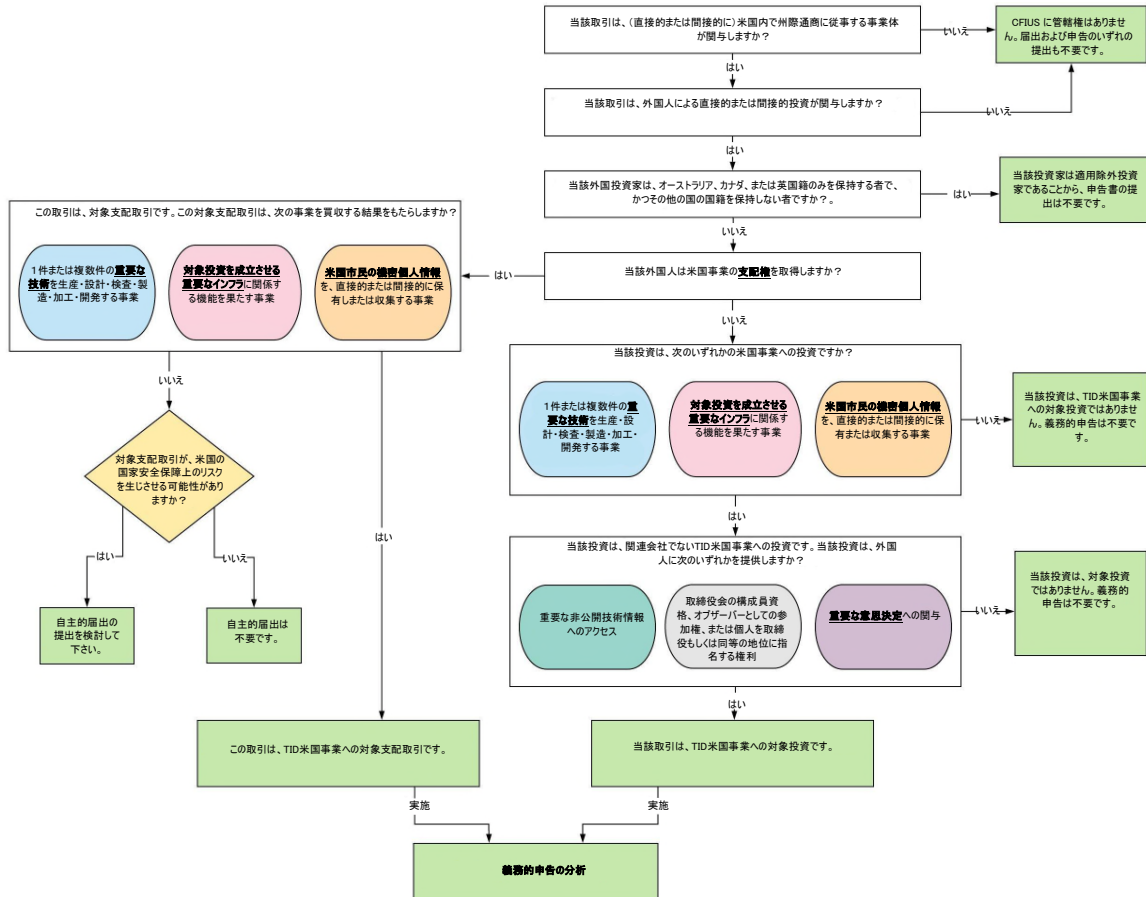 当該取引は、（直接的または間接的に）米国内で州際通商に従事する事業体
が関与しますか？
いいえ
CFIUS に管轄権はありませ
ん。届出および申告のいずれの
提出も不要です。
はい
当該取引は、外国人による直接的または間接的投資が関与しますか？
いいえ
はい
当該外国投資家は、オーストラリア、カナダ、または英国籍のみを保持する者で、
かつその他の国の国籍を保持しない者ですか？。
はい
当該投資家は適用除外投資
家であることから、申告書の提
出は不要です。
いいえ
当該外国人は米国事業の支配権を取得しますか？
はい
この取引は、対象支配取引です。この対象支配取引は、次の事業を買収する結果をもたらしますか？
１件または複数件の重要な
技術を生産・設計・検査・製
造・加工・開発する事業
対象投資を成立させる
重要なインフラに関係す
る機能を果たす事業
米国市民の機密個人情報
を、直接的または間接的に保
有しまたは収集する事業
いいえ
当該投資は、次のいずれかの米国事業への投資ですか？
１件または複数件の重
要な技術を生産・設
計・検査・製造・加工・
開発する事業
対象投資を成立させる
重要なインフラに関係す
る機能を果たす事業
米国市民の機密個人情報
を、直接的または間接的に保
有または収集する事業
いいえ
当該投資は、TID米国事業
への対象投資ではありませ
ん。義務的申告は不要で
す。
いいえ
対象支配取引が、米国の
国家安全保障上のリスク
を生じさせる可能性があり
ますか？
はい
いいえ
はい
自主的届出の
提出を検討して
下さい。
自主的届出は
不要です。
はい
当該投資は、関連会社でないTID米国事業への投資です。当該投資は、外国
人に次のいずれかを提供しますか？
重要な非公開技術情報
へのアクセス
取締役会の構成員資
格、オブザーバーとしての参
加権、または個人を取締
役もしくは同等の地位に指
名する権利
重要な意思決定への関与
いいえ
当該投資は、対象投資
ではありません。義務的
申告は不要です。
はい
この取引は、TID米国事業への対象支配取引です。
当該取引は、TID米国事業への対象投資です。
実施
実施
義務的申告の分析